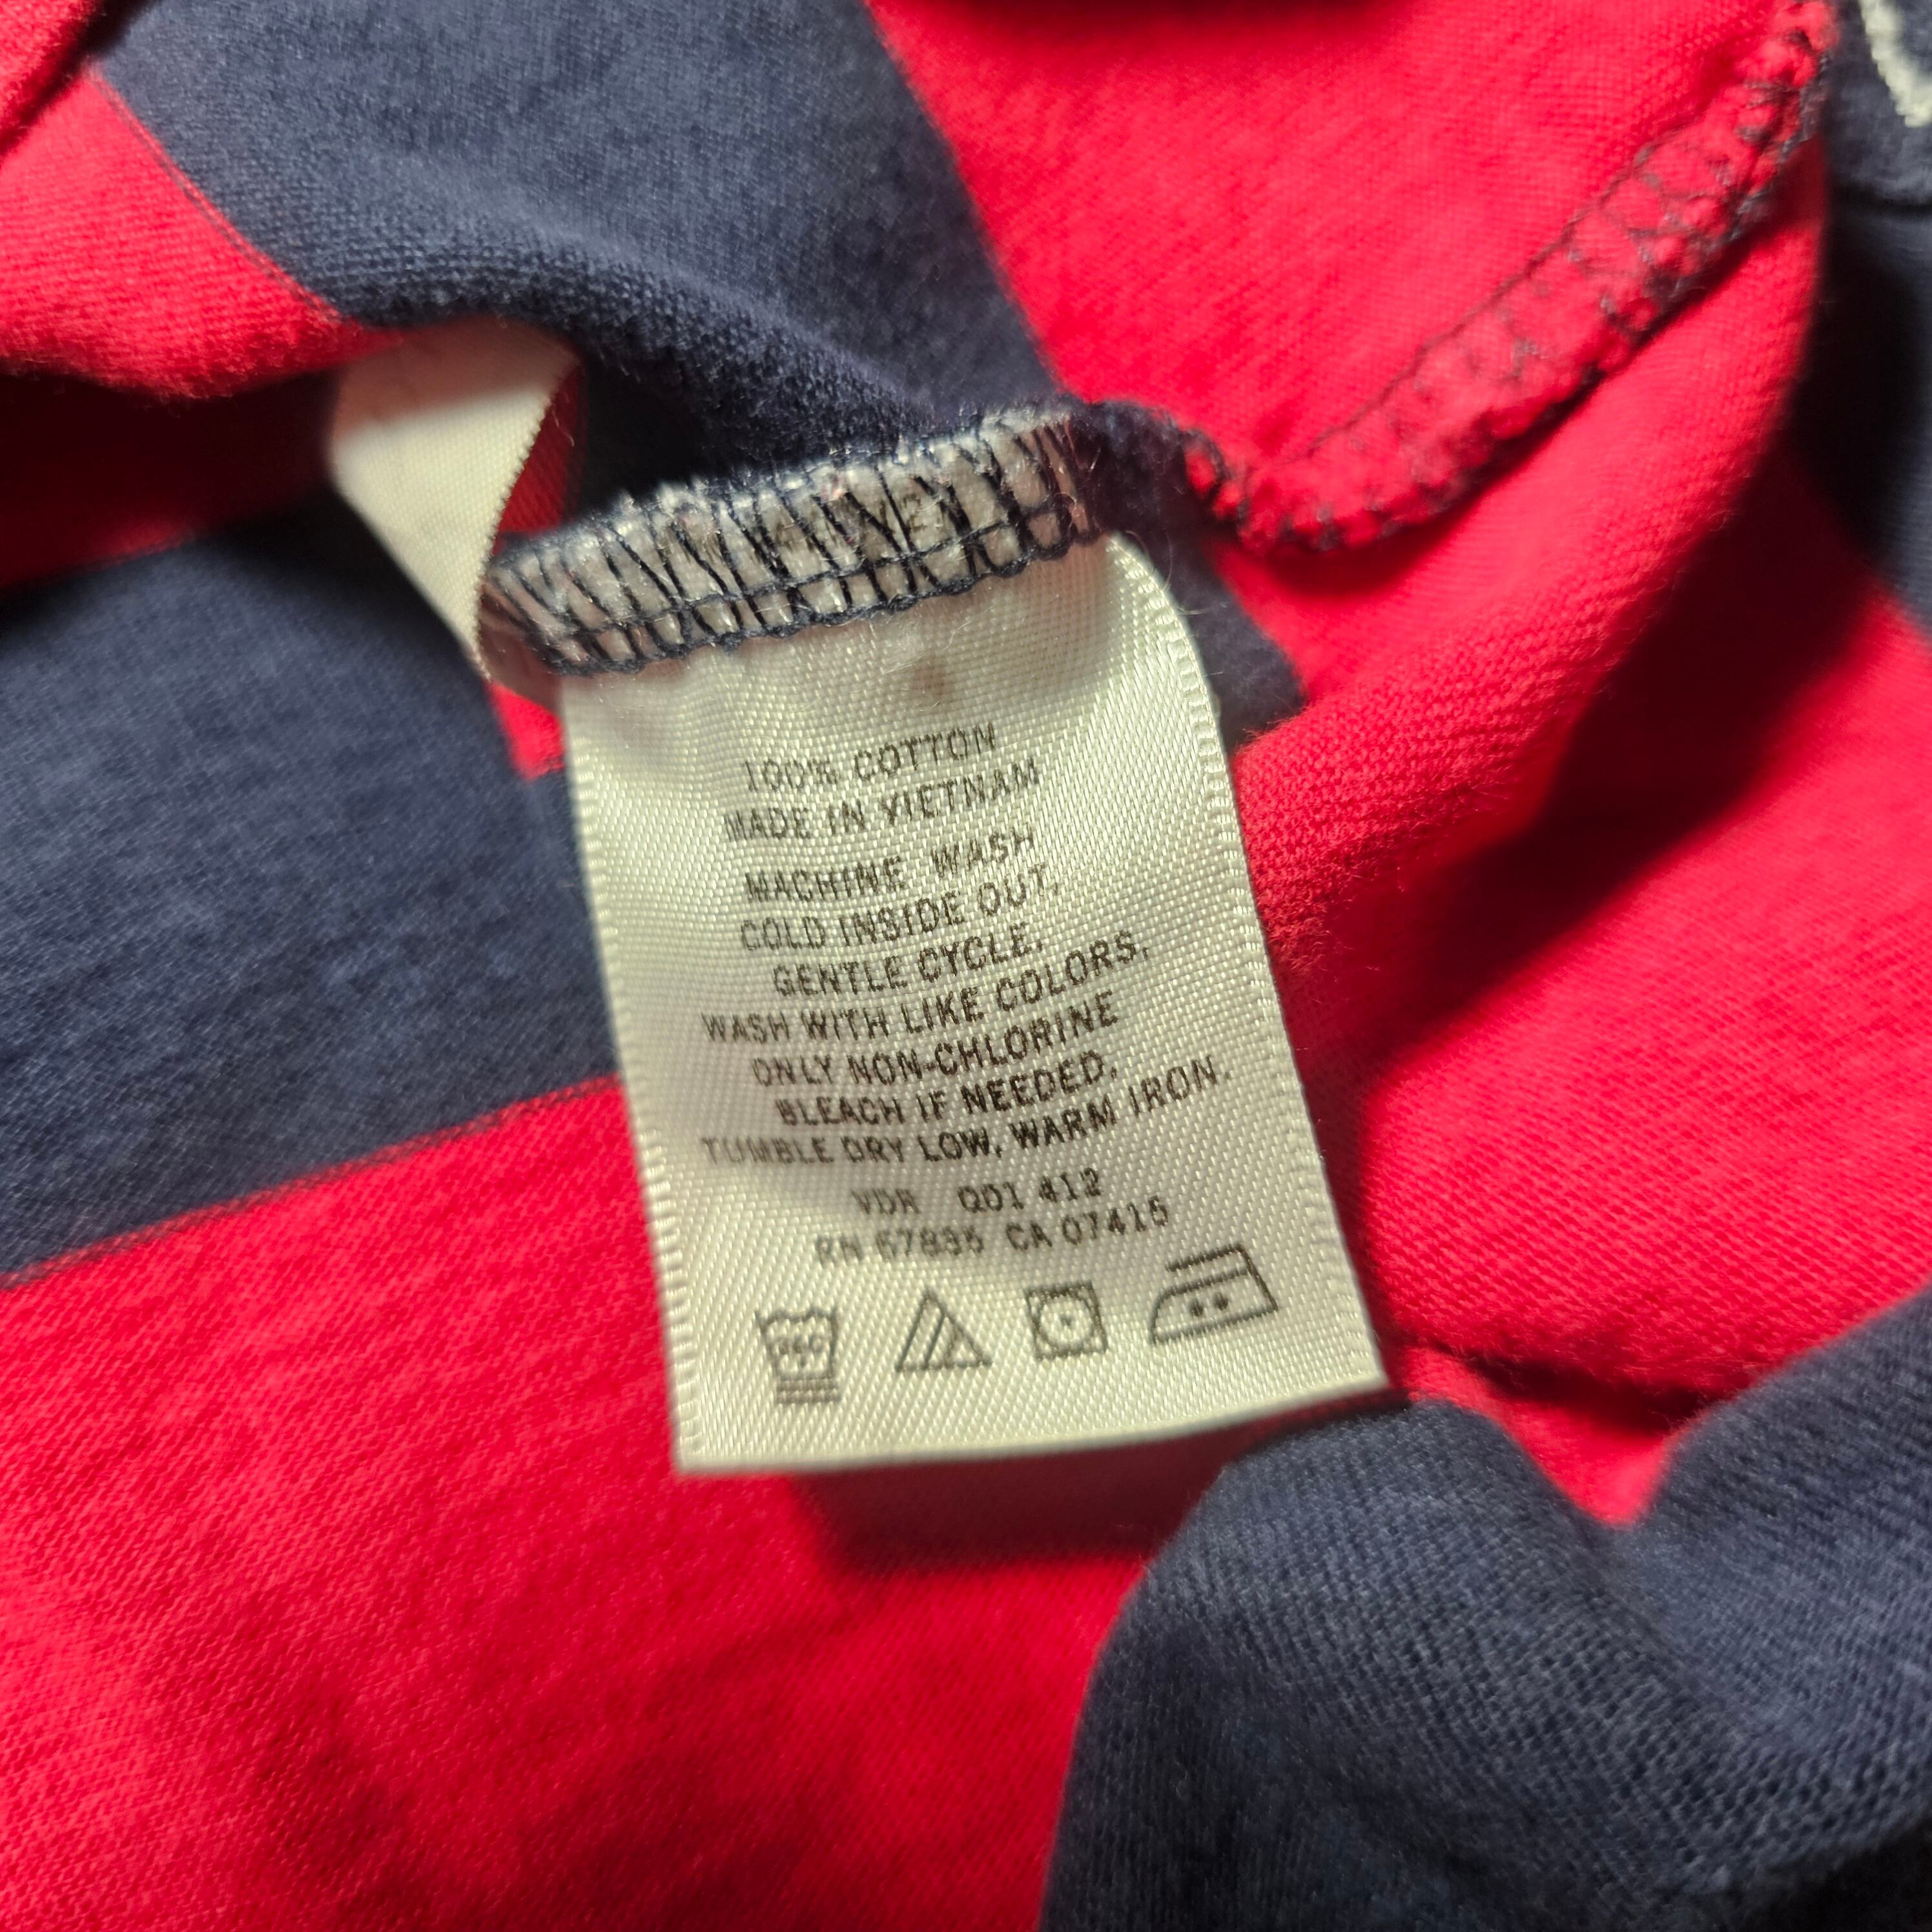 100% COTTON
MADE IN VIETNAM
MACHINE WASH
COLD INSIDE OUT,
GENTLE CYCLE,
WASH WITH LIKE COLORS,
ONLY NON-CHLORINE
BLEACH IF NEEDED,
TUMBLE DRY LOW, WARM IRON.
VDR Q01 412
RN 57835 CA 07415